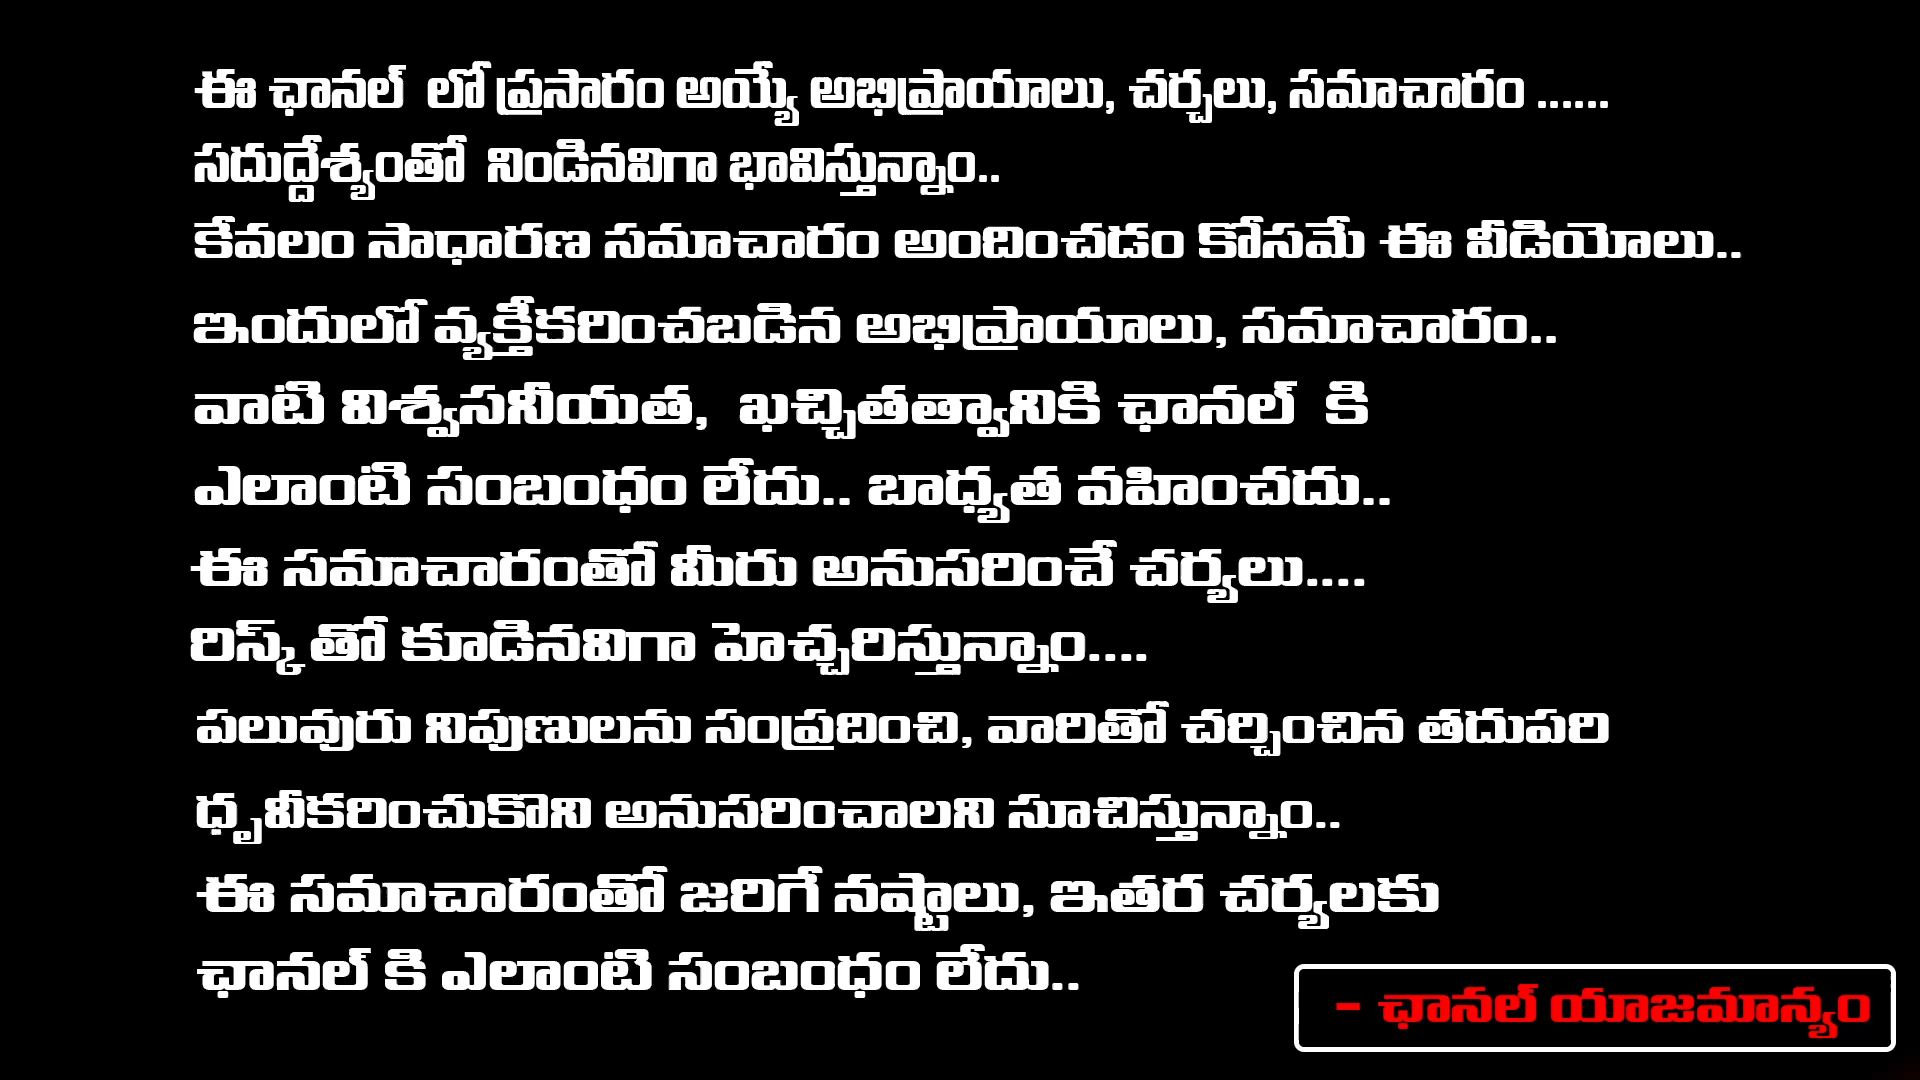 ఈ ఛానల్ లో ప్రసారం అయ్యే అభిప్రాయాలు, చర్చలు, సమాచారం ......
సదుద్దేశ్యంతో నిండినవిగా భావిస్తున్నాం..
కేవలం సాధారణ సమాచారం అందించడం కోసమే ఈ వీడియోలు..
ఇందులో వ్యక్తీకరించబడిన అభిప్రాయాలు, సమాచారం..
వాటి విశ్వసనీయత, ఖచ్చితత్వానికి ఛానల్ కి
ఎలాంటి సంబంధం లేదు.. బాధ్యత వహించదు..
ఈ సమాచారంతో మీరు అనుసరించే చర్యలు....
రిస్క్ తో కూడినవిగా హెచ్చరిస్తున్నాం....
పలువురు నిపుణులను సంప్రదించి, వారితో చర్చించిన తదుపరి
ధృవీకరించుకొని అనుసరించాలని సూచిస్తున్నాం..
ఈ సమాచారంతో జరిగే నష్టాలు, ఇతర చర్యలకు
ఛానల్ కి ఎలాంటి సంబంధం లేదు..
- ఛానల్ యాజమాన్యం